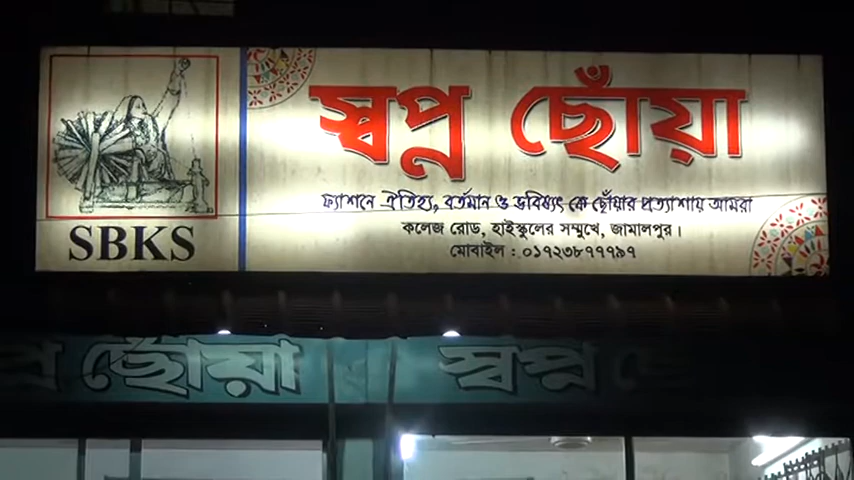 স্বপ্ন ছোঁয়া
SBKS
ফ্যাশনে ঐতিহ্য, বর্তমান ও ভবিষ্যৎ কে ছোঁয়ার প্রত্যাশায় আমরা
কলেজ রোড, হাইস্কুলের সম্মুখে, জামালপুর।
মোবাইল : ০১৭২৩৮৭৭৭৯৭
প্ন ছোঁয়া স্বপ্ন ছো